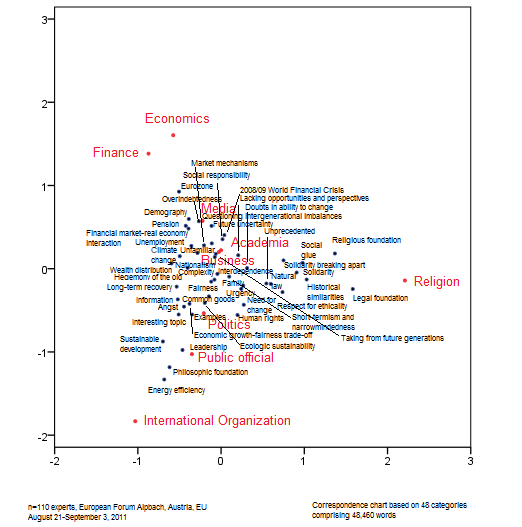 3
2
1
0
-1
-2
-2
-1
0
1
2
3
Economics
Finance
Market mechanisms
Social responsibility
Eurozone
2008/09 World Financial Crisis
Overindebtedness
Lacking opportunities and perspectives
Media
Doubts in ability to change
Demography
Questioning intergenerational imbalances
Pension
Future uncertainty
Financial market-real economy
interaction
Unprecedented
Unemployment
Academia
Religious foundation
Climate
change
Unfamiliar
Social
glue
Business
Nationalism
Solidarity breaking apart
Wealth distribution
Complexity
Interdependence
Solidarity
Hegemony of the old
Natural
law
Family
Religion
Long-term recovery
Fairness
Historical
similarities
Urgency
Legal foundation
Information
Common goods
Need for
change
Respect for ethicality
Angst
Examples
Human rights
Short-termism and
narrowmindedness
Interesting topic
Politics
Economic growth-fairness trade-off
Taking from future generations
Sustainable
development
Leadership
Ecologic sustainability
Public official
Philosophic foundation
Energy efficiency
International Organization
n=110 experts, European Forum Alpbach, Austria, EU
August 21-September 3, 2011
Correspondence chart based on 48 categories
comprising 48,460 words